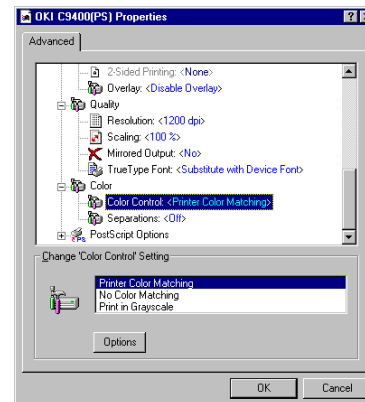 OKI C9400(PS) Properties
Advanced
2-Sided Printing: <None>
Overlay: <Disable Overlay>
Quality
Resolution: <1200 dpi>
Scaling: <100 %>
Mirrored Output: <No>
TrueType Font: <Substitute with Device Font>
Color
Color Control: <Printer Color Matching>
Separations: <Off>
PostScript Options
Change 'Color Control' Setting
Printer Color Matching
No Color Matching
Print in Grayscale
Options
OK
Cancel